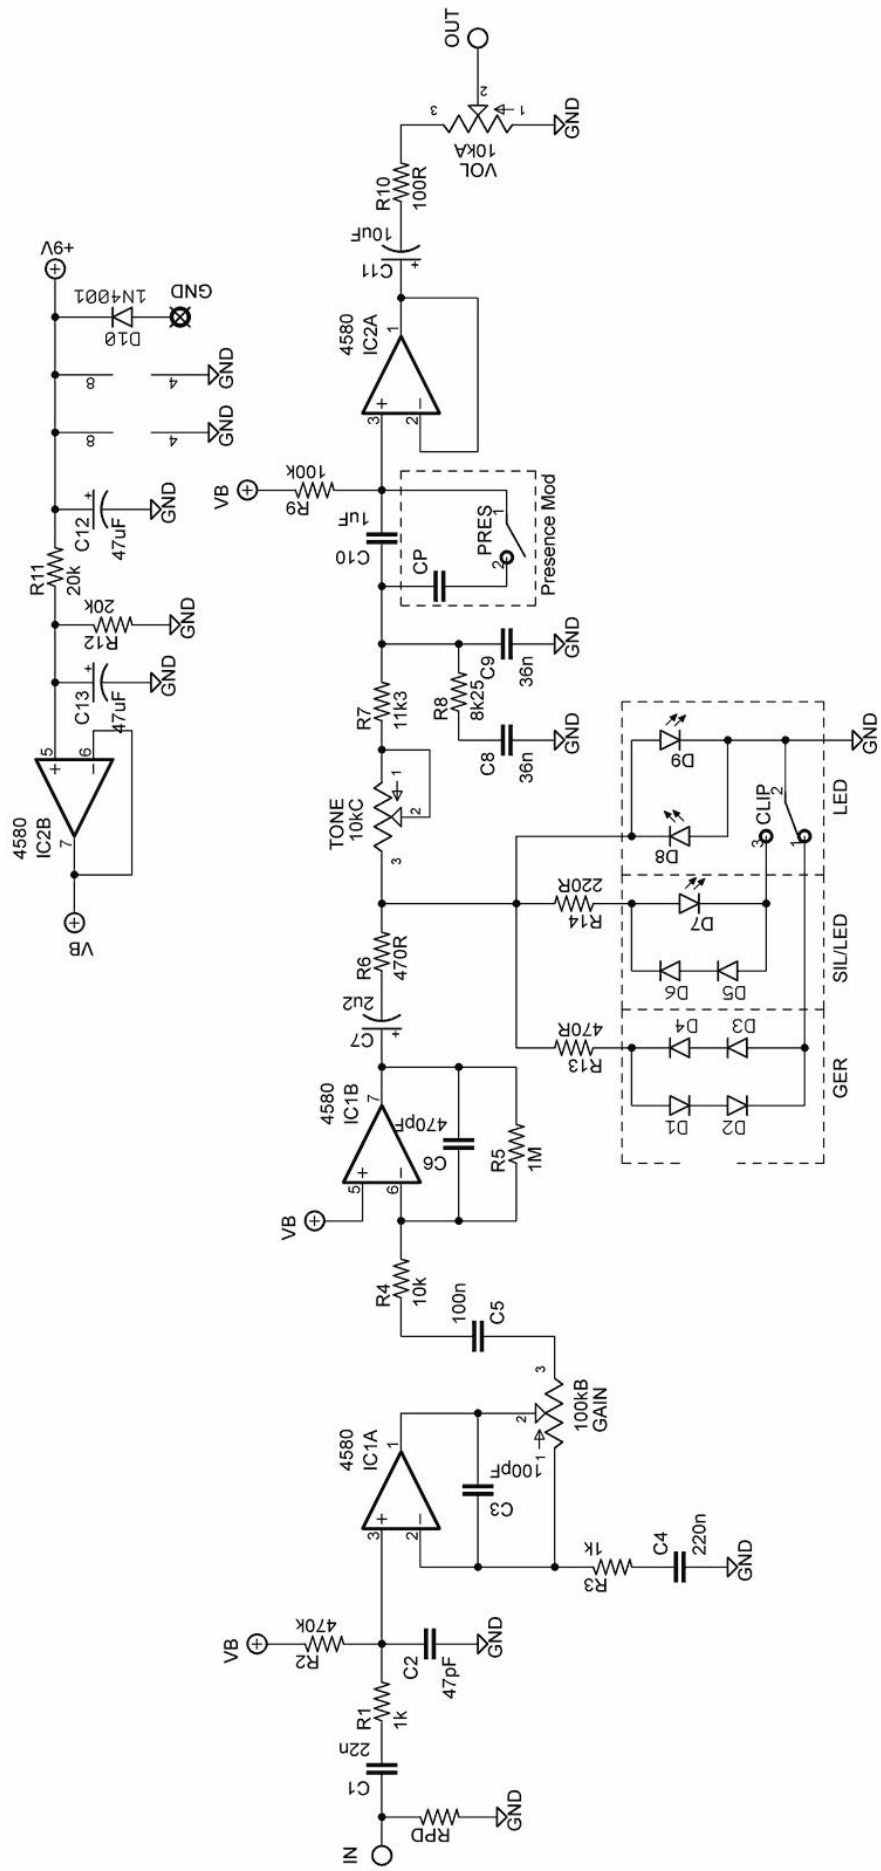 IN
RPD
GND
C1
22n
R1
1k
VB
R2
470k
C2
47pF
GND
3
2
+
−
1
4580
IC1A
C3
100pF
R3
1k
C4
220n
GND
1
2
3
100kB
GAIN
C5
100n
R4
10k
VB
5
6
+
−
7
4580
IC1B
C6
470pF
R5
1M
C7
+
2u2
R6
470R
TONE
10kC
3
2
1
R7
11k3
R8
8k25
C8
36n
GND
C9
36n
GND
C10
1uF
CP
PRES
1
2
Presence Mod
VB
R9
100k
3
2
+
−
1
4580
IC2A
C11
+
10uF
R10
100R
VOL
10kA
3
2
1
GND
OUT
R13
470R
R14
220R
D1
D2
D4
D3
GER
D6
D5
D7
SIL/LED
D8
D9
CLIP
3
1
2
LED
GND
VB
4580
IC2B
7
5
6
+
−
C13
+
47uF
GND
R12
20k
GND
R11
20k
C12
+
47uF
GND
8
4
GND
8
4
GND
D10
1N4001
GND
+9V